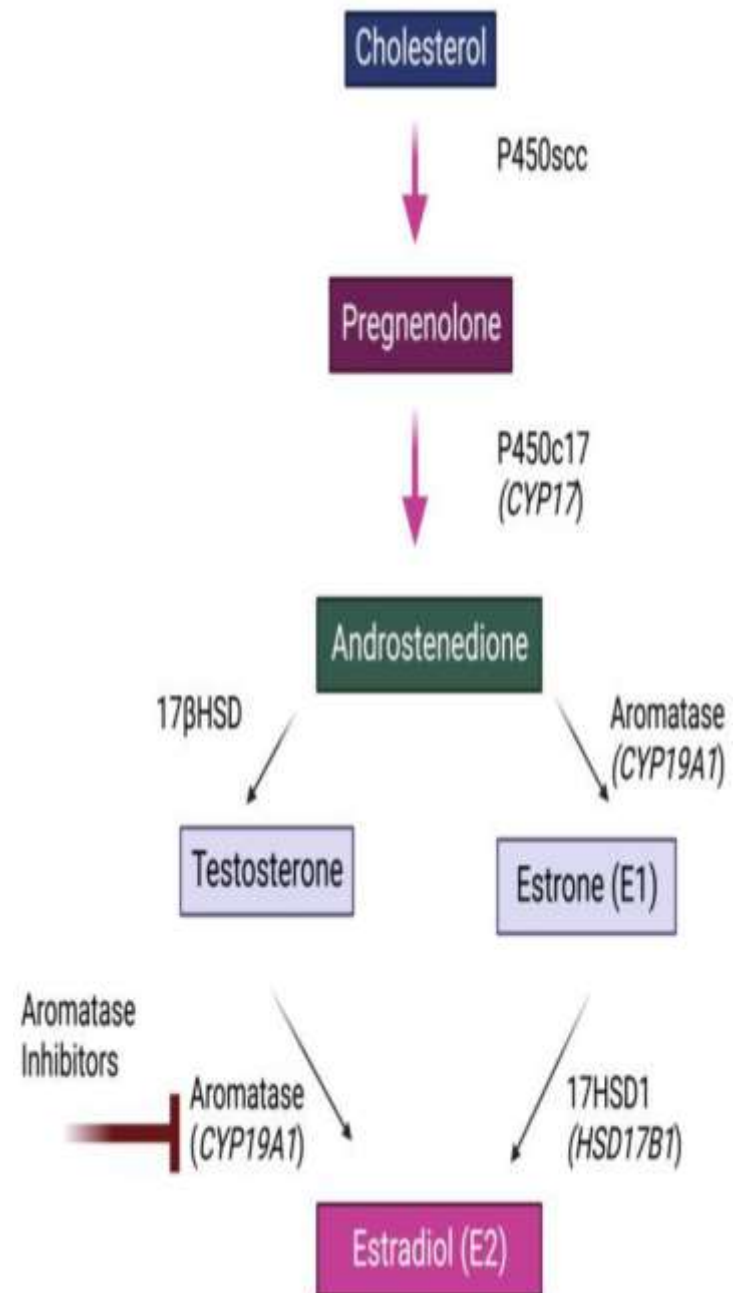 Cholesterol
P450scc
Pregnenolone
P450c17
(CYP17)
Androstenedione
17βHSD
Aromatase
(CYP19A1)
Testosterone
Estrone (E1)
Aromatase
Inhibitors
Aromatase
(CYP19A1)
17HSD1
(HSD17B1)
Estradiol (E2)